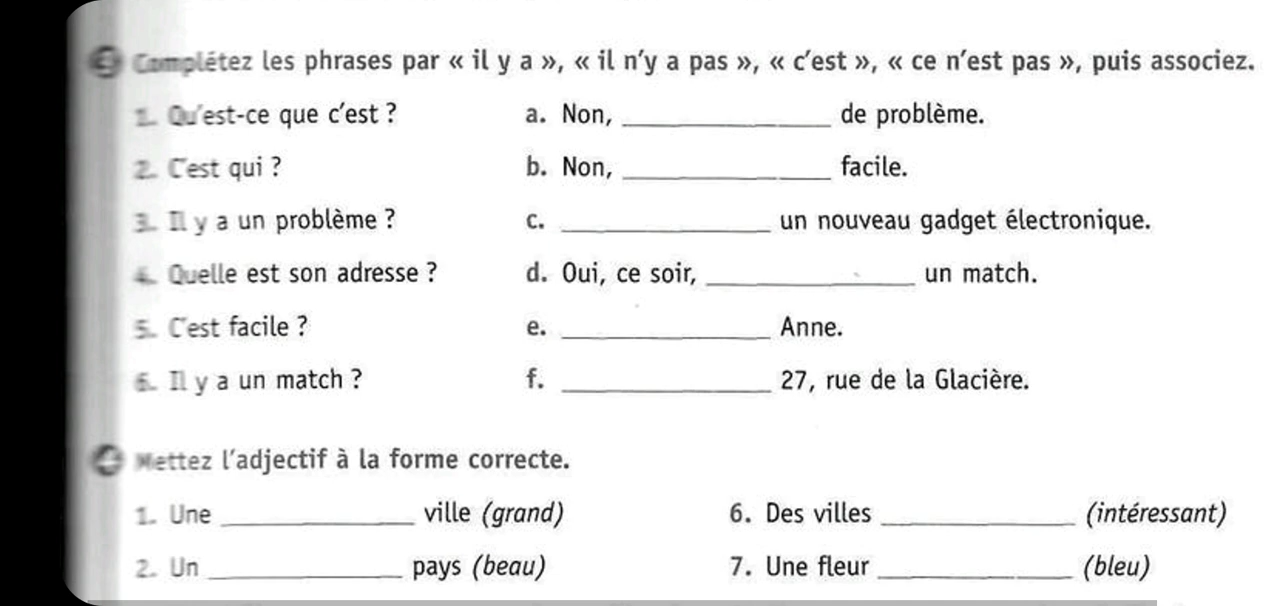 3 Complétez les phrases par « il y a », « il n'y a pas », « c'est », « ce n'est pas », puis associez.
1. Qu'est-ce que c'est ? a. Non, ____________ de problème.
2. C'est qui ? b. Non, ____________ facile.
3. Il y a un problème ? c. ____________ un nouveau gadget électronique.
4. Quelle est son adresse ? d. Oui, ce soir, ____________ un match.
5. C'est facile ? e. ____________ Anne.
6. Il y a un match ? f. ____________ 27, rue de la Glacière.
4 Mettez l'adjectif à la forme correcte.
1. Une ____________ ville (grand) 6. Des villes ____________ (intéressant)
2. Un ____________ pays (beau) 7. Une fleur ____________ (bleu)